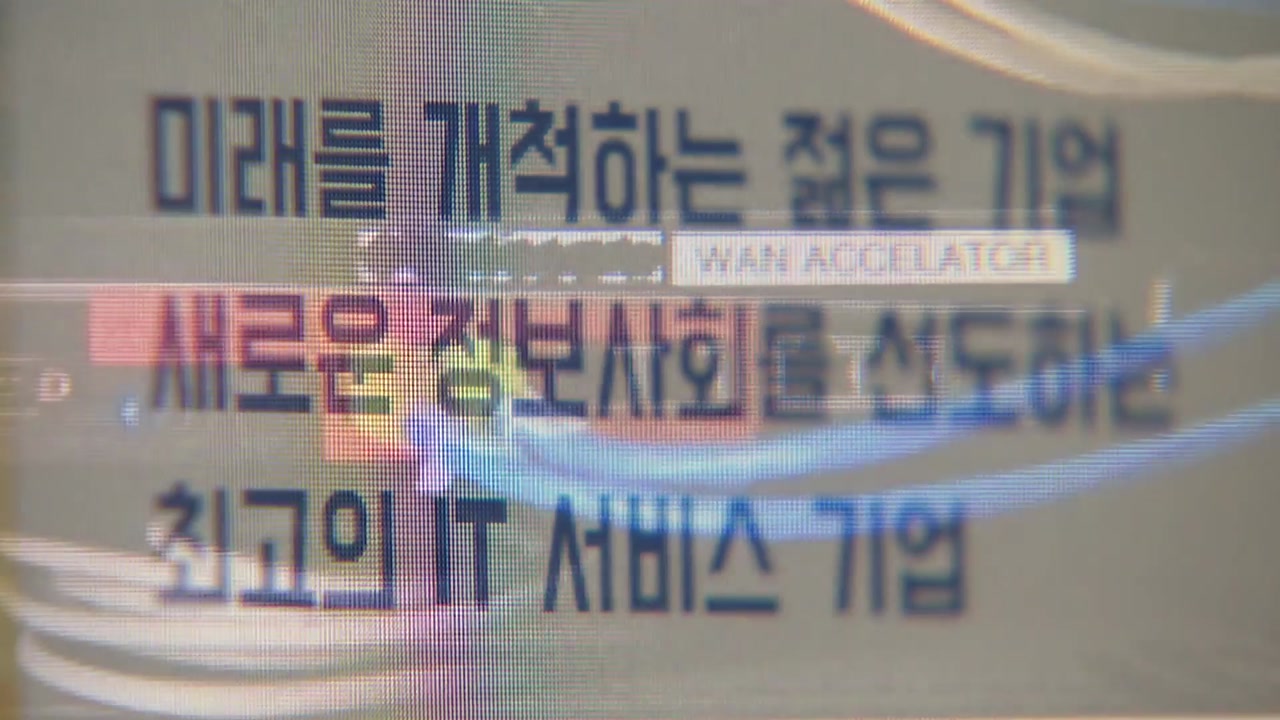 미래를 개척하는 젊은 기업
WAN ACCELATOR
새로운 정보사회를 선도하는
D
최고의 IT 서비스 기업